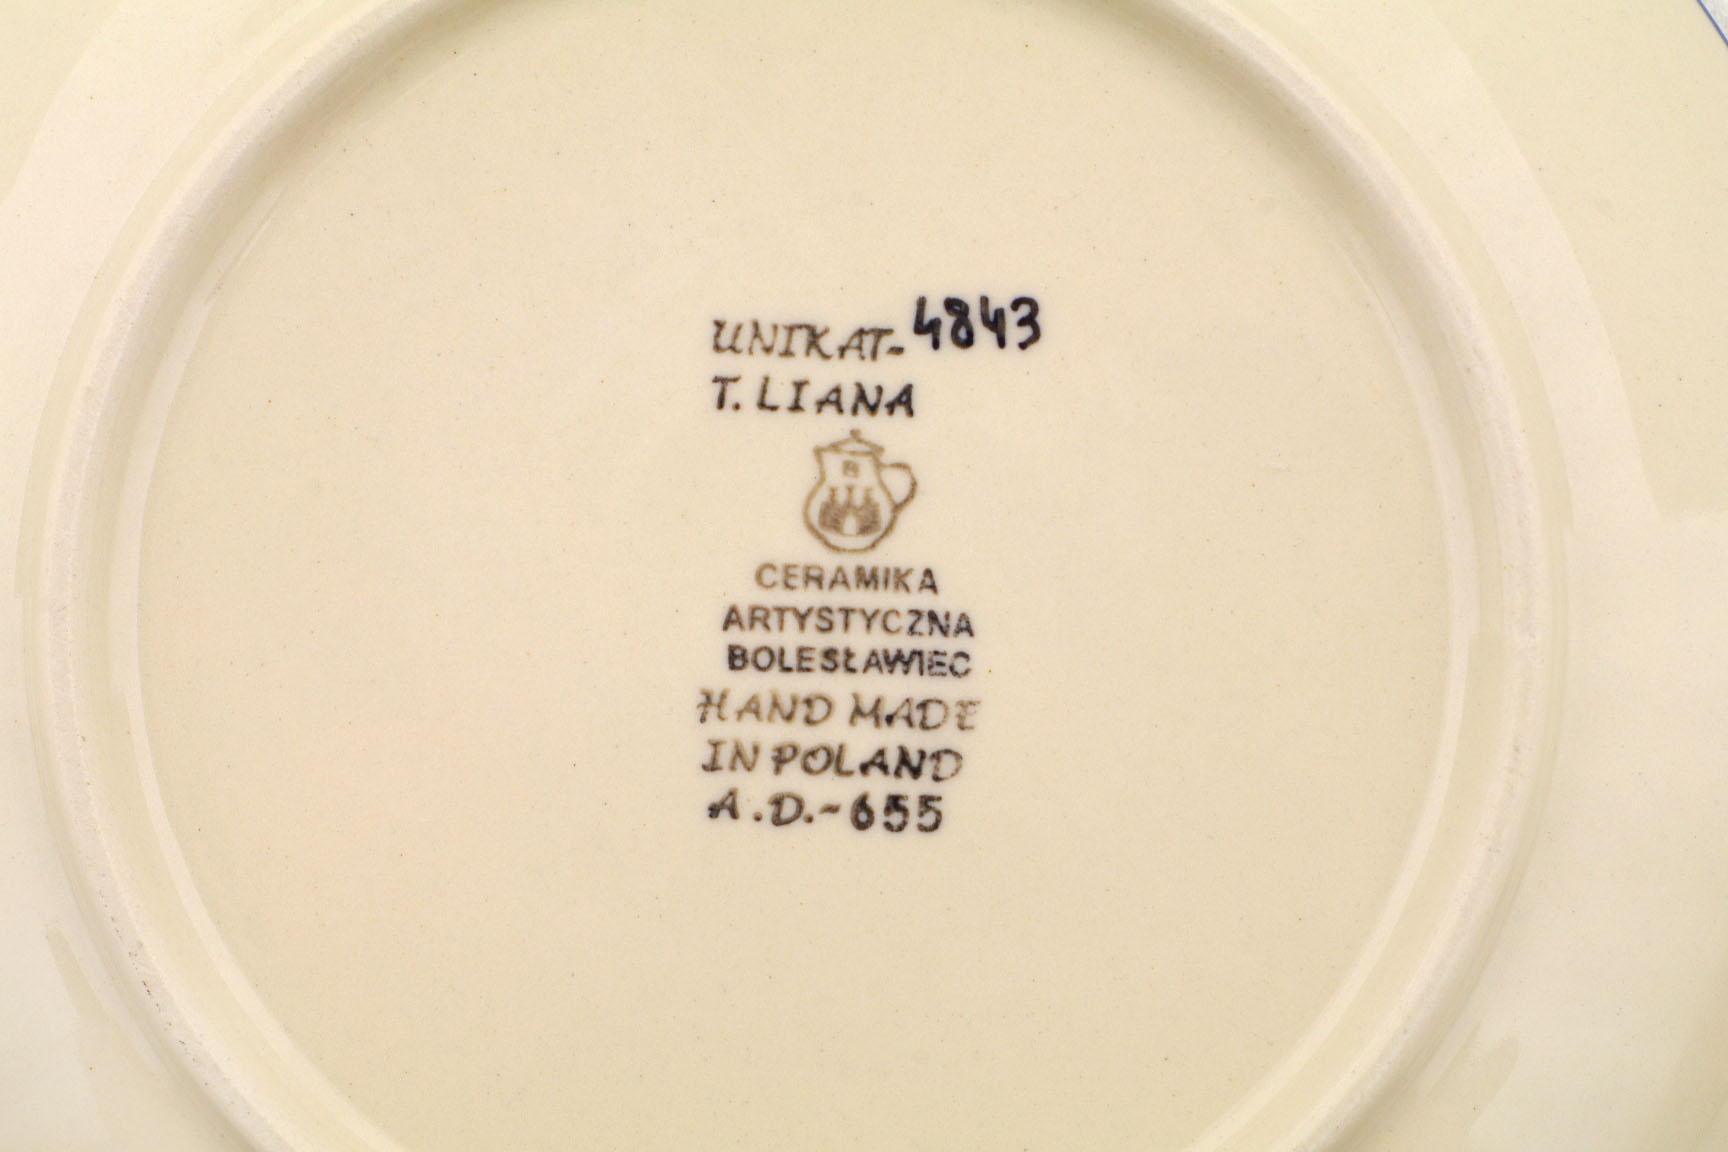 UNIKAT-4843
T. LIANA
CERAMIKA
ARTYSTYCZNA
BOLESŁAWIEC
HAND MADE
IN POLAND
A.D.-655